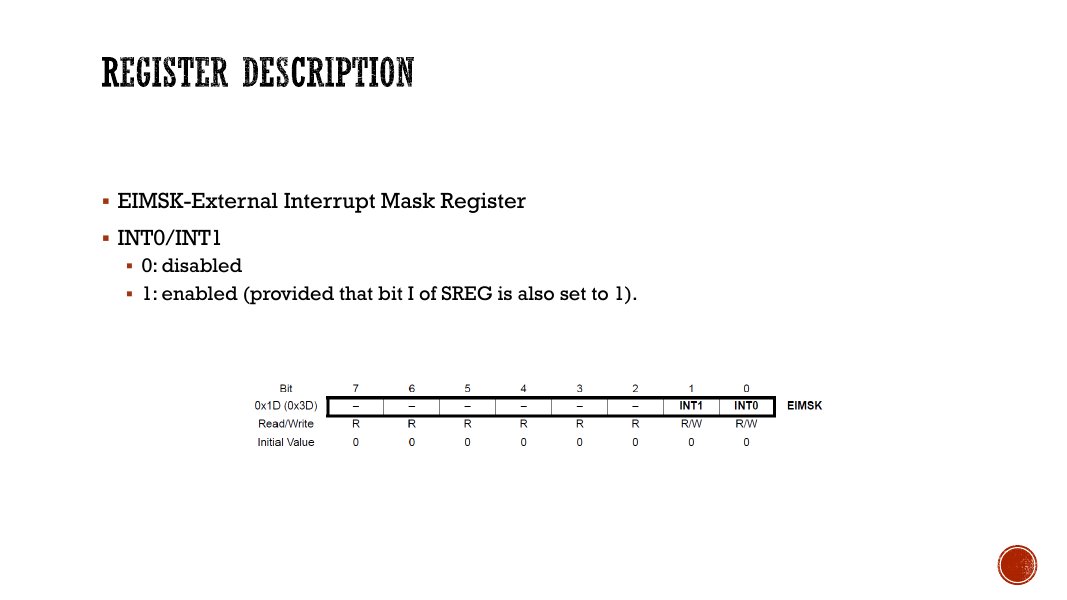 REGISTER DESCRIPTION
▪ EIMSK-External Interrupt Mask Register
▪ INT0/INT1
▪ 0: disabled
▪ 1: enabled (provided that bit I of SREG is also set to 1).
Bit 7 6 5 4 3 2 1 0
0x1D (0x3D) – – – – – – INT1 INT0 EIMSK
Read/Write R R R R R R R/W R/W
Initial Value 0 0 0 0 0 0 0 0